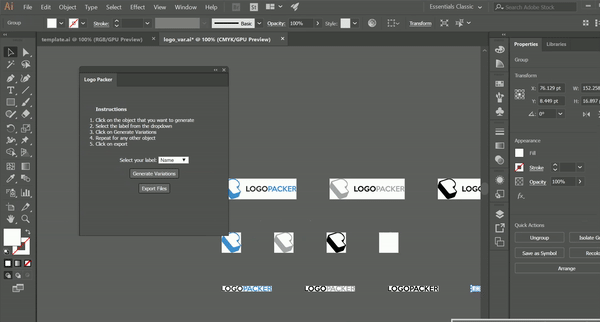 Ai File Edit Object Type Select Effect View Window Help
St
Essentials Classic
Search Adobe Stock
Group
Stroke:
Basic
Opacity: 100%
Style:
template.ai @ 100% (RGB/GPU Preview)
logo_var.ai* @ 100% (CMYK/GPU Preview)
Logo Packer
Instructions
1. Click on the object that you want to generate
2. Select the label from the dropdown
3. Click on Generate Variations
4. Repeat for any other object
5. Click on export
Select your label: Name
Generate Variations
Export Files
LOGOPACKER
LOGOPACKER
LOGOPACKER
LOGOPACKER
LOGOPACKER
Properties
Libraries
Group
Transform
X: 76.129 pt
W: 152.258
Y: 8.449 pt
H: 16.897
0°
Appearance
Fill
Stroke
Opacity 100%
fx.
Quick Actions
Ungroup
Isolate G
Save as Symbol
Recolo
Arrange